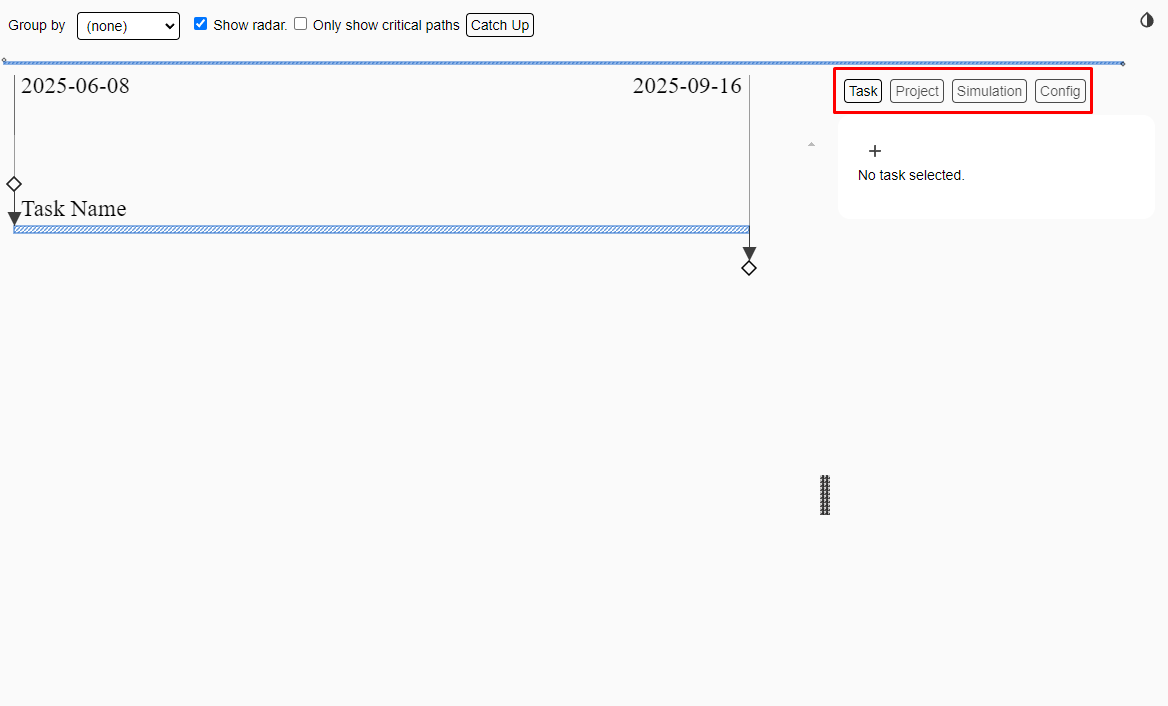 Group by (none) Show radar. Only show critical paths Catch Up
2025-06-08 2025-09-16
Task Project Simulation Config
+
No task selected.
Task Name